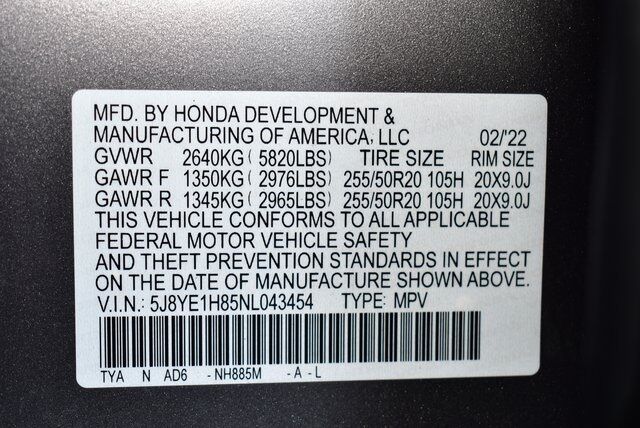 MFD. BY HONDA DEVELOPMENT &
MANUFACTURING OF AMERICA, LLC 02/'22
GVWR 2640KG ( 5820LBS) TIRE SIZE RIM SIZE
GAWR F 1350KG ( 2976LBS) 255/50R20 105H 20X9.0J
GAWR R 1345KG ( 2965LBS) 255/50R20 105H 20X9.0J
THIS VEHICLE CONFORMS TO ALL APPLICABLE
FEDERAL MOTOR VEHICLE SAFETY
AND THEFT PREVENTION STANDARDS IN EFFECT
ON THE DATE OF MANUFACTURE SHOWN ABOVE.
V.I.N.: 5J8YE1H85NL043454 TYPE: MPV
TYA N AD6 - NH885M - A - L